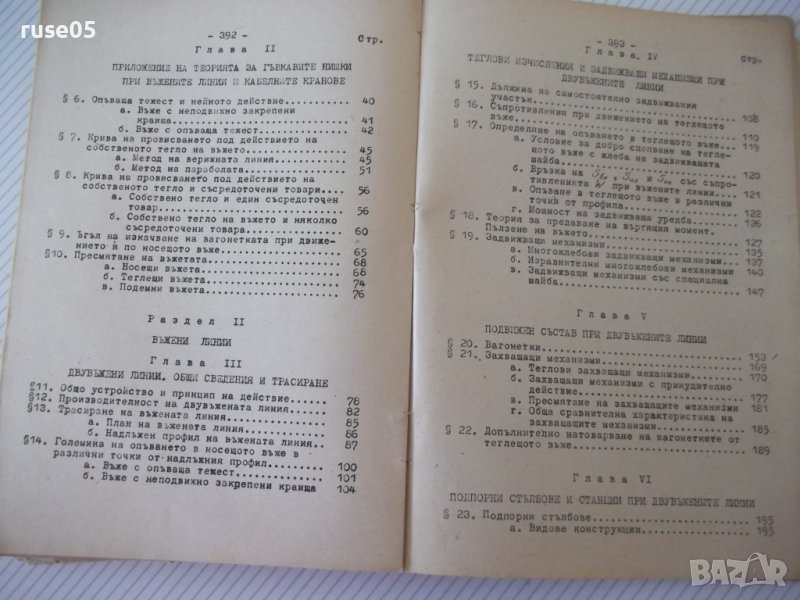 ruse05
- 392 -
Глава II Стр.
ПРИЛОЖЕНИЕ НА ТЕОРИЯТА ЗА ГЪВКАВИТЕ НИШКИ
ПРИ ВЪЖЕНИТЕ ЛИНИИ И КАБЕЛНИТЕ КРАНОВЕ
§ 6. Опъваща тежест и нейното действие.............. 40
а. Въже с неподвижно закрепени
краища............................ 41
б. Въже с опъваща тежест............. 42
§ 7. Крива на провисването под действието на
собственото тегло на въжето.................. 45
а. Метод на верижната линия.......... 45
б. Метод на параболата............... 51
§ 8. Крива на провисването под действието на
собственото тегло и съсредоточени товари..... 56
а. Собствено тегло и един съсредоточен
товар............................. 56
б. Собствено тегло на въжето и няколко
съсредоточени товара.............. 60
§ 9. Ъгъл на изкачване на вагонетката при движе-
нието ѝ по носещото въже..................... 65
§10. Пресмятане на въжетата....................... 68
а. Носещи въжета..................... 68
б. Теглещи въжета.................... 74
в. Подемни въжета.................... 76
Раздел II
ВЪЖЕНИ ЛИНИИ
Глава III
ДВУВЪЖЕНИ ЛИНИИ. ОБЩИ СВЕДЕНИЯ И ТРАСИРАНЕ
§11. Общо устройство и принцип на действие........ 78
§12. Производителност на двувъжената линия........ 82
§13. Трасиране на въжената линия.................. 85
а. План на въжената линия............ 86
б. Надлъжен профил на въжената линия.. 87
§14. Големина на опъването в носещото въже в
различни точки от надлъжния профил........... 100
а. Въже с опъваща тежест............. 101
б. Въже с неподвижно закрепени краища 104
- 393 -
Глава IV Стр.
ТЕГЛОВИ ИЗЧИСЛЕНИЯ И ЗАДВИЖВАЩИ МЕХАНИЗМИ ПРИ
ДВУВЪЖЕНИТЕ ЛИНИИ
§ 15. Дължина на самостоятелно задвижвания
участък..................................... 108
§ 16. Съпротивления при движението на теглещото
въже........................................ 110
§ 17. Определяне на опъването в теглещото въже.... 119
а. Условие за добро сцепване на тегле-
щото въже с жлеба на задвижващата
шайба............................. 120
б. Връзка на
със съпро-
тивленията W при въжените линии... 121
в. Опъване в теглещото въже в различни
точки от профила.................. 122
г. Мощност на задвижваща уредба...... 126
§ 18. Теория за предаване на въртящия момент.
Пълзене на въжето........................... 127
§ 19. Задвижващи механизми........................ 135
а. Многожлебови задвижващи механизми. 137
б. Изравнителни многожлебови механизми 140
в. Задвижващи механизми със специална
шайба............................. 147
Глава V
ПОДВИЖЕН СЪСТАВ ПРИ ДВУВЪЖЕНИТЕ ЛИНИИ
§ 20. Вагонетки................................... 153
§ 21. Захващащи механизми......................... 169
а. Теглови захващащи механизми....... 170
б. Захващащи механизми с принудително
действие.......................... 177
в. Пресмятане на захващащите механизми 181
г. Обща сравнителна характеристика на
захващащите механизми............. 185
§ 22. Допълнително натоварване на вагонетките от
теглещото въже.............................. 189
Глава VI
ПОДПОРНИ СТЪЛБОВЕ И СТАНЦИИ ПРИ ДВУВЪЖЕНИТЕ ЛИНИИ
§ 23. Подпорни стълбове........................... 195
а. Видове конструкции................ 195
BAZAR